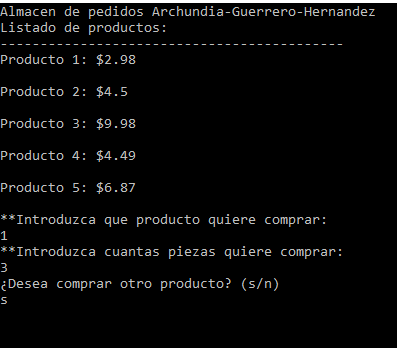 Almacen de pedidos Archundia-Guerrero-Hernandez
Listado de productos:
-------------------------------------------
Producto 1: $2.98
Producto 2: $4.5
Producto 3: $9.98
Producto 4: $4.49
Producto 5: $6.87
**Introduzca que producto quiere comprar:
1
**Introduzca cuantas piezas quiere comprar:
3
¿Desea comprar otro producto? (s/n)
s